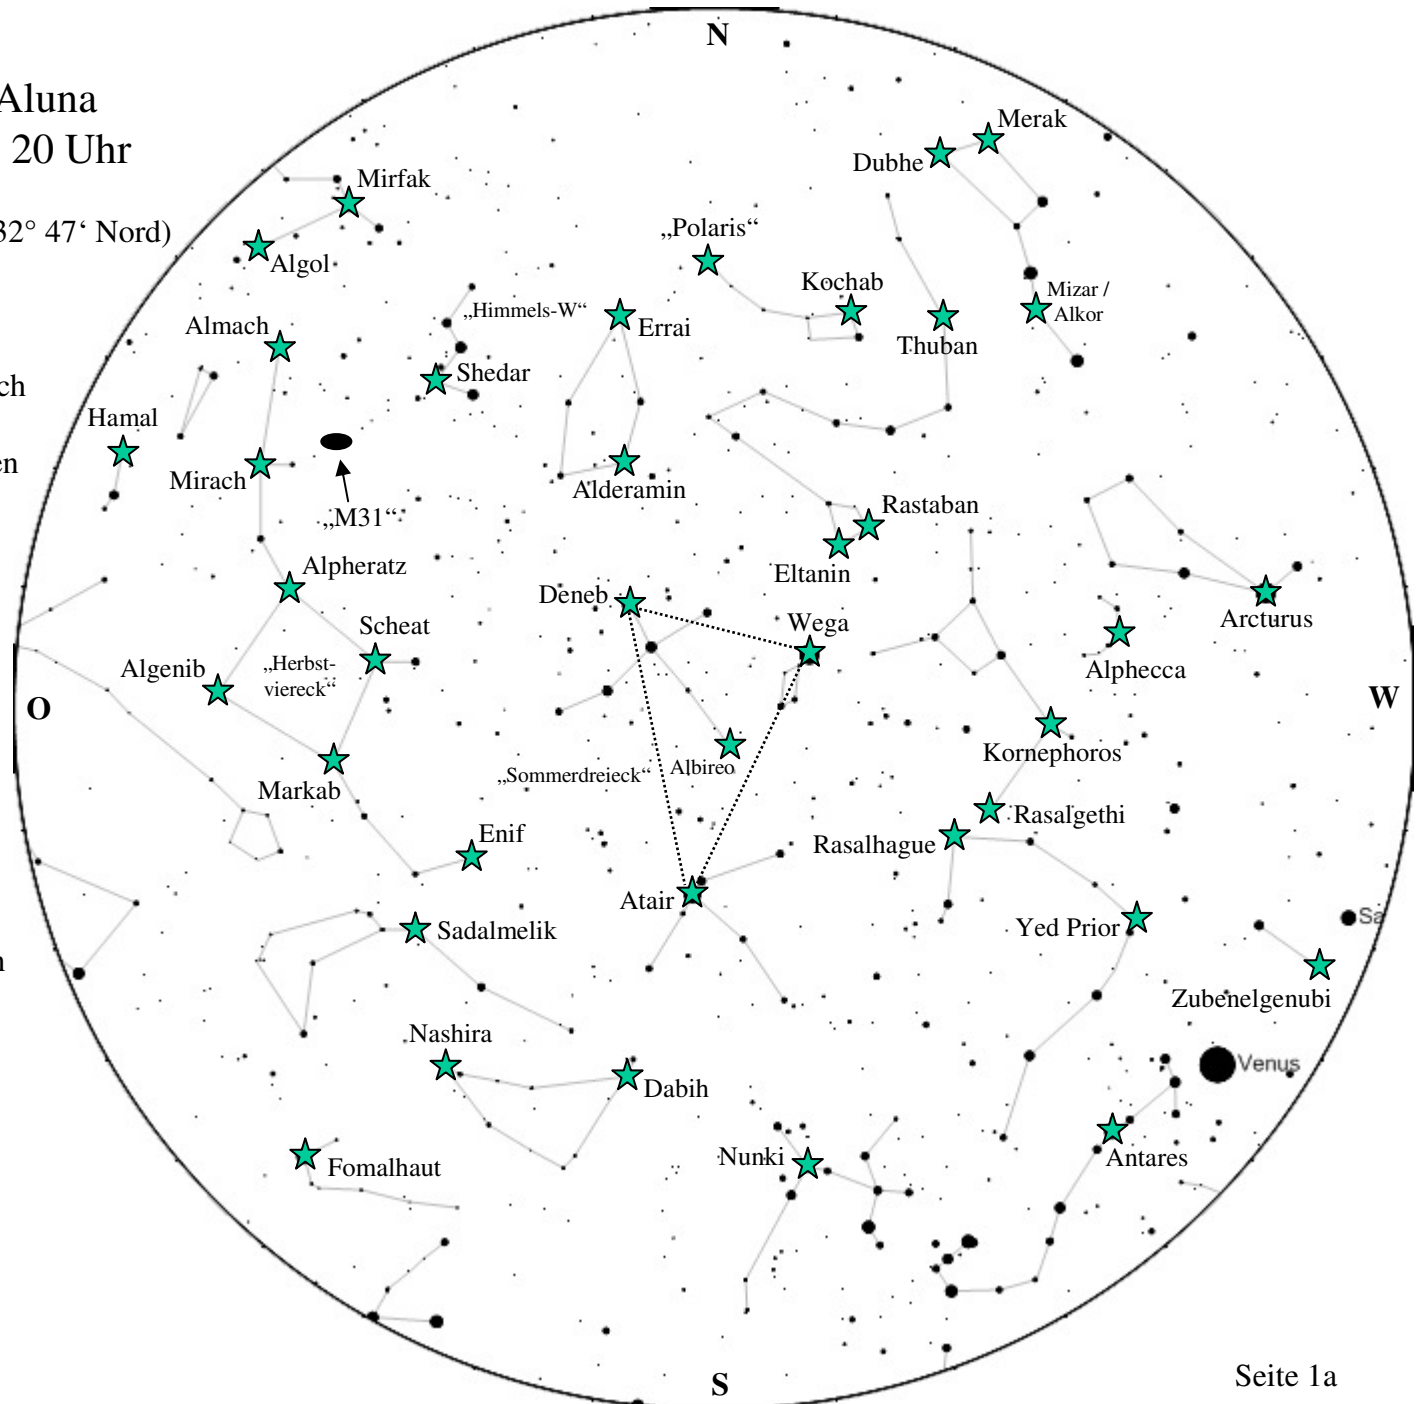 N
Aluna
20 Uhr
32° 47‘ Nord)
Merak
Dubhe
Mirfak
„Polaris“
Algol
Kochab
Mizar /
Alkor
„Himmels-W“
Almach
Errai
Thuban
Shedar
ch
Hamal
en
Mirach
Alderamin
„M31“
Rastaban
Eltanin
Alpheratz
Deneb
Wega
Arcturus
Scheat
Alphecca
Algenib
„Herbst-
viereck“
O
W
Kornephoros
„Sommerdreieck“
Albireo
Markab
Rasalgethi
Enif
Rasalhague
Atair
Sa
Yed Prior
Sadalmelik
n
Zubenelgenubi
Nashira
Venus
Dabih
Nunki
Antares
Fomalhaut
Seite 1a
S